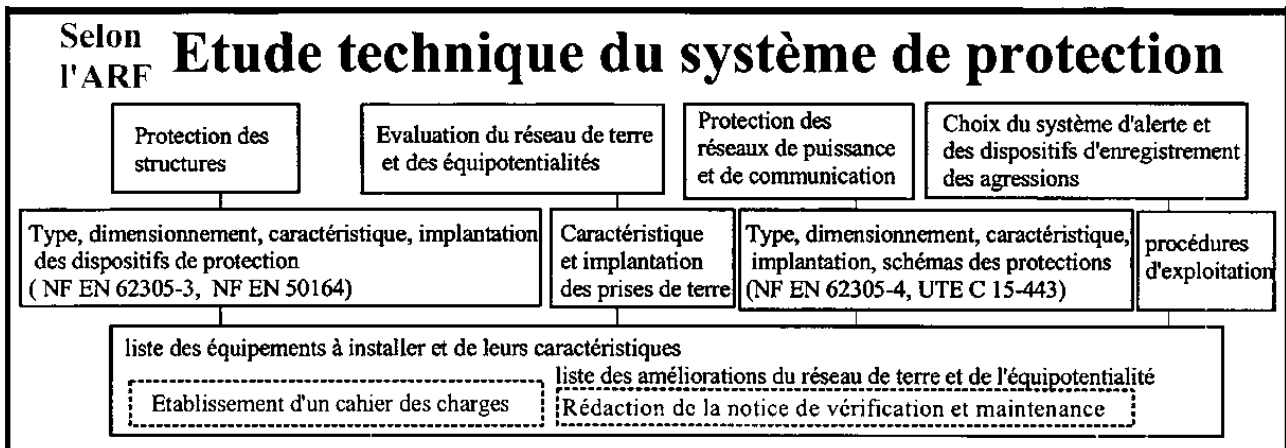 Selon
l'ARF
Etude technique du système de protection
Protection des
structures
Evaluation du réseau de terre
et des équipotentialités
Protection des
réseaux de puissance
et de communication
Choix du système d'alerte et
des dispositifs d'enregistrement
des agressions
Type, dimensionnement, caractéristique, implantation
des dispositifs de protection
( NF EN 62305-3, NF EN 50164)
Caractéristique
et implantation
des prises de terre
Type, dimensionnement, caractéristique,
implantation, schémas des protections
(NF EN 62305-4, UTE C 15-443)
procédures
d'exploitation
liste des équipements à installer et de leurs caractéristiques
liste des améliorations du réseau de terre et de l'équipotentialité
Etablissement d'un cahier des charges
Rédaction de la notice de vérification et maintenance